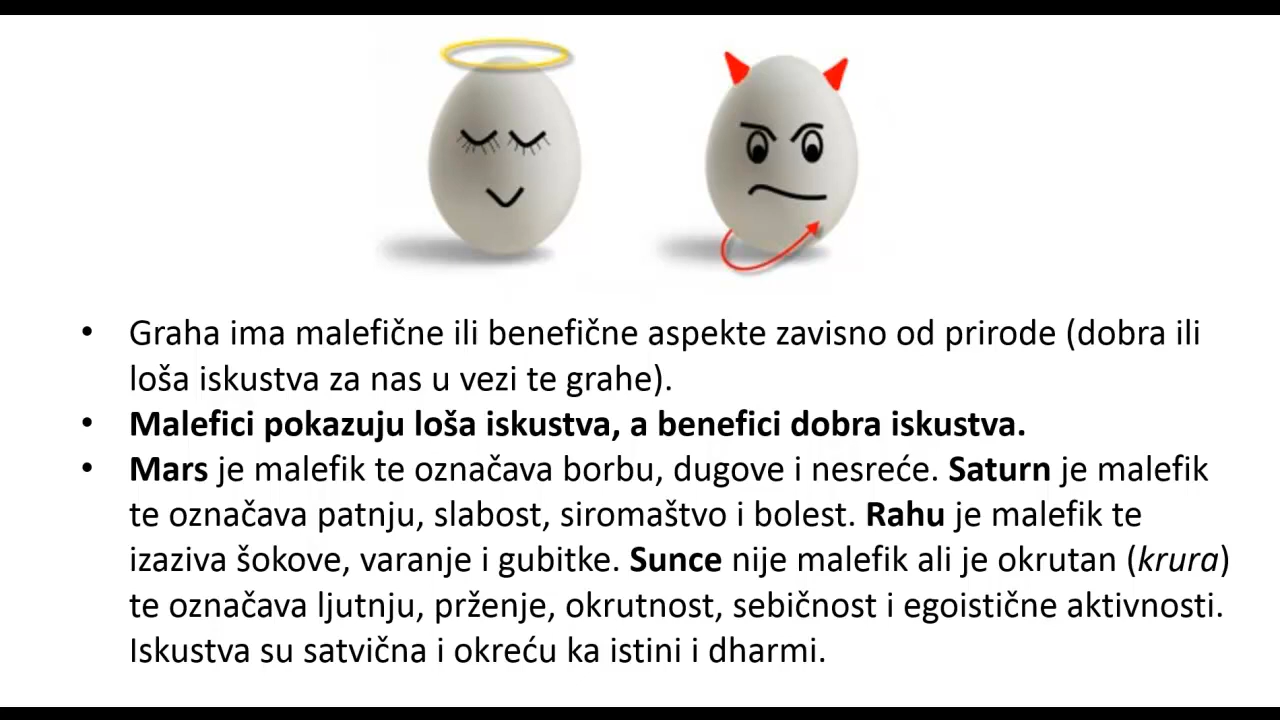 • Graha ima malefične ili benefične aspekte zavisno od prirode (dobra ili
loša iskustva za nas u vezi te grahe).
• Malefici pokazuju loša iskustva, a benefici dobra iskustva.
• Mars je malefik te označava borbu, dugove i nesreće. Saturn je malefik
te označava patnju, slabost, siromaštvo i bolest. Rahu je malefik te
izaziva šokove, varanje i gubitke. Sunce nije malefik ali je okrutan (krura)
te označava ljutnju, prženje, okrutnost, sebičnost i egoistične aktivnosti.
Iskustva su satvična i okreću ka istini i dharmi.